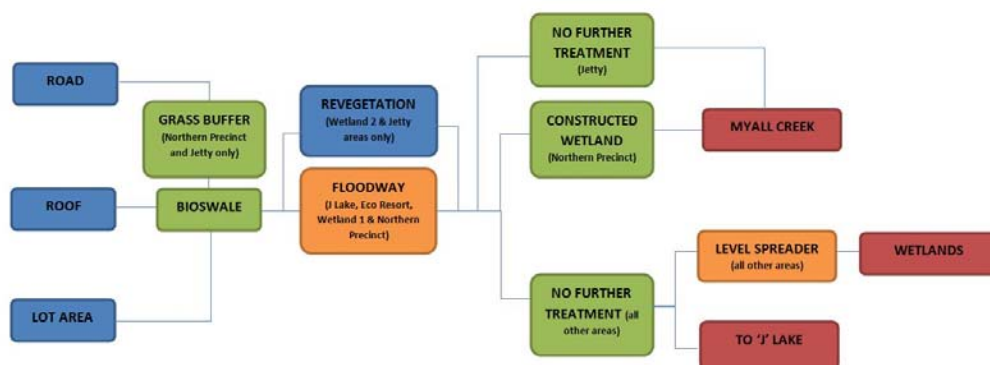 ROAD
ROOF
LOT AREA
GRASS BUFFER
(Northern Precinct
and Jetty only)
BIOSWALE
REVEGETATION
(Wetland 2 & Jetty
areas only)
FLOODWAY
(J Lake, Eco Resort,
Wetland 1 & Northern
Precinct)
NO FURTHER
TREATMENT
(Jetty)
CONSTRUCTED
WETLAND
(Northern Precinct)
NO FURTHER
TREATMENT (all
other areas)
MYALL CREEK
LEVEL SPREADER
(all other areas)
WETLANDS
TO 'J' LAKE